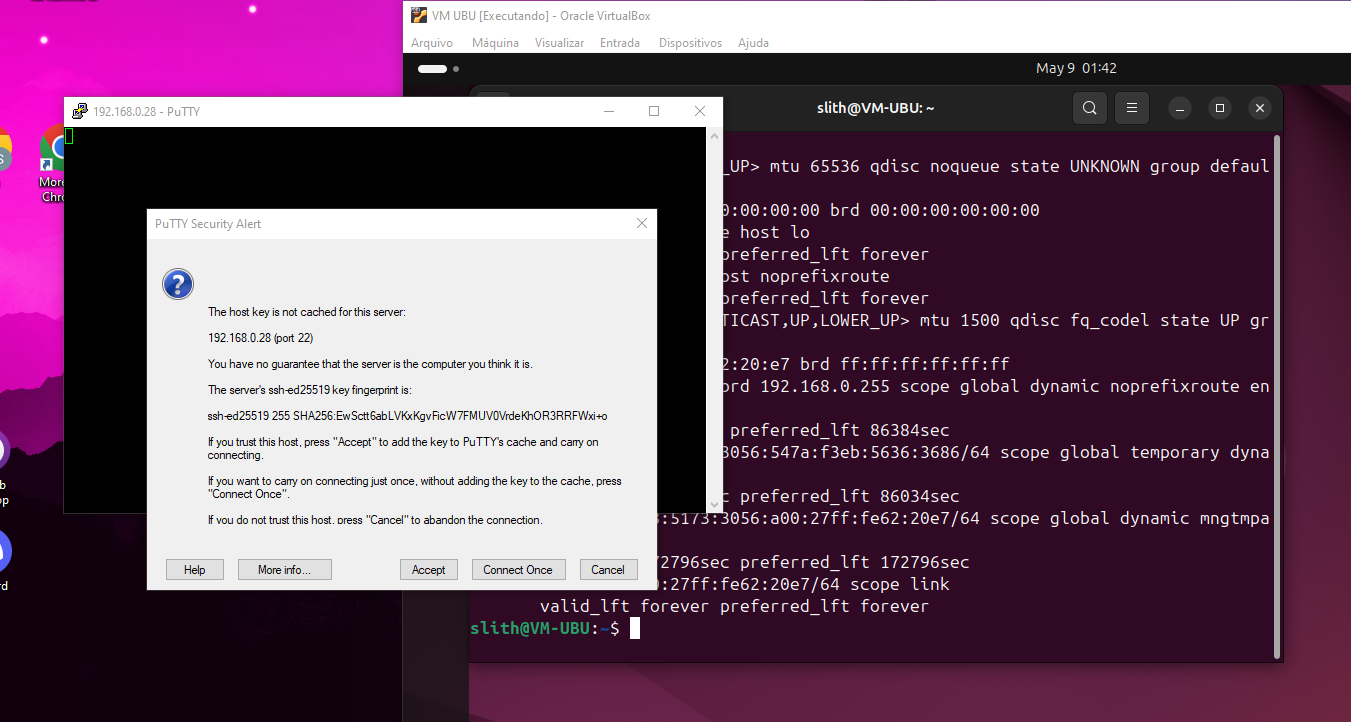 VM UBU [Executando] - Oracle VirtualBox
Arquivo Máquina Visualizar Entrada Dispositivos Ajuda
May 9 01:42
slith@VM-UBU: ~
192.168.0.28 - PuTTY
PuTTY Security Alert
The host key is not cached for this server:
192.168.0.28 (port 22)
You have no guarantee that the server is the computer you think it is.
The server's ssh-ed25519 key fingerprint is:
ssh-ed25519 255 SHA256:EwSctt6abLVKxKgvFicW7FMUV0VrdeKhOR3RRFWxi+o
If you trust this host, press "Accept" to add the key to PuTTY's cache and carry on
connecting.
If you want to carry on connecting just once, without adding the key to the cache, press
"Connect Once".
If you do not trust this host, press "Cancel" to abandon the connection.
Help More info... Accept Connect Once Cancel
_UP> mtu 65536 qdisc noqueue state UNKNOWN group defaul
0:00:00:00 brd 00:00:00:00:00:00
e host lo
preferred_lft forever
ost noprefixroute
preferred_lft forever
TICAST,UP,LOWER_UP> mtu 1500 qdisc fq_codel state UP gr
2:20:e7 brd ff:ff:ff:ff:ff:ff
brd 192.168.0.255 scope global dynamic noprefixroute en
preferred_lft 86384sec
3056:547a:f3eb:5636:3686/64 scope global temporary dyna
c preferred_lft 86034sec
:5173:3056:a00:27ff:fe62:20e7/64 scope global dynamic mngtmpa
72796sec preferred_lft 172796sec
0:27ff:fe62:20e7/64 scope link
valid_lft forever preferred_lft forever
slith@VM-UBU:~$
More
Chro